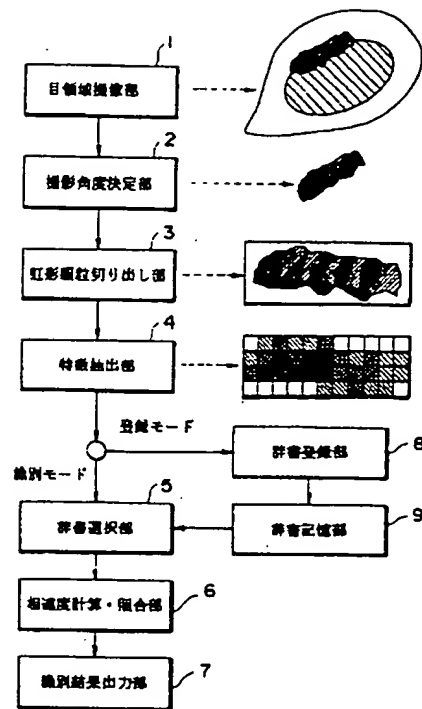 1
目領域撮像部
2
撮影角度決定部
3
虹彩顆粒切り出し部
4
特徴抽出部
登録モード
識別モード
8
辞書登録部
5
辞書選択部
9
辞書記憶部
6
相違度計算・照合部
7
識別結果出力部